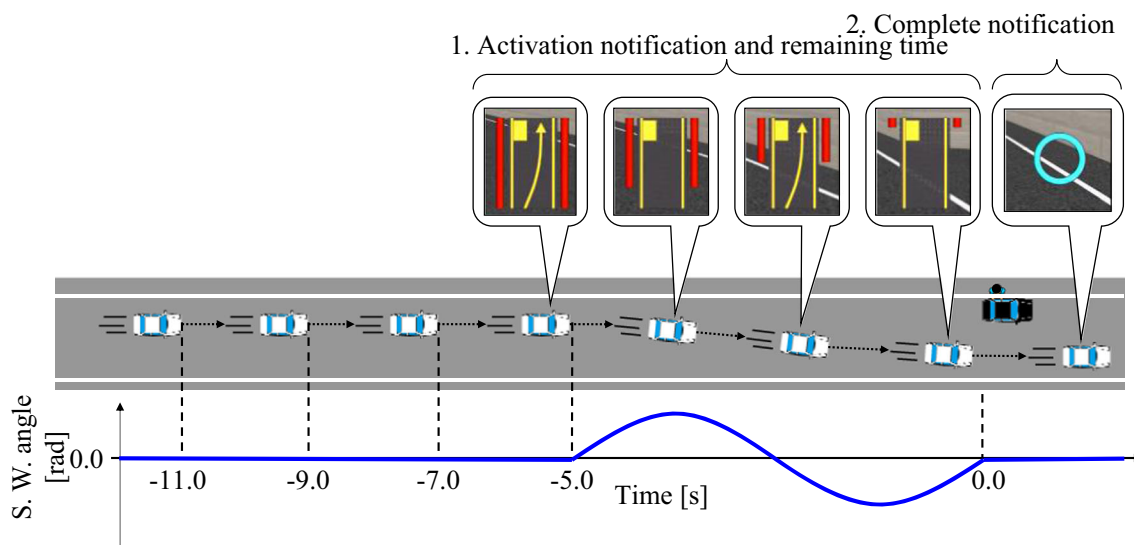 2. Complete notification
1. Activation notification and remaining time
S. W. angle
[rad]
0.0
-11.0
-9.0
-7.0
-5.0
Time [s]
0.0